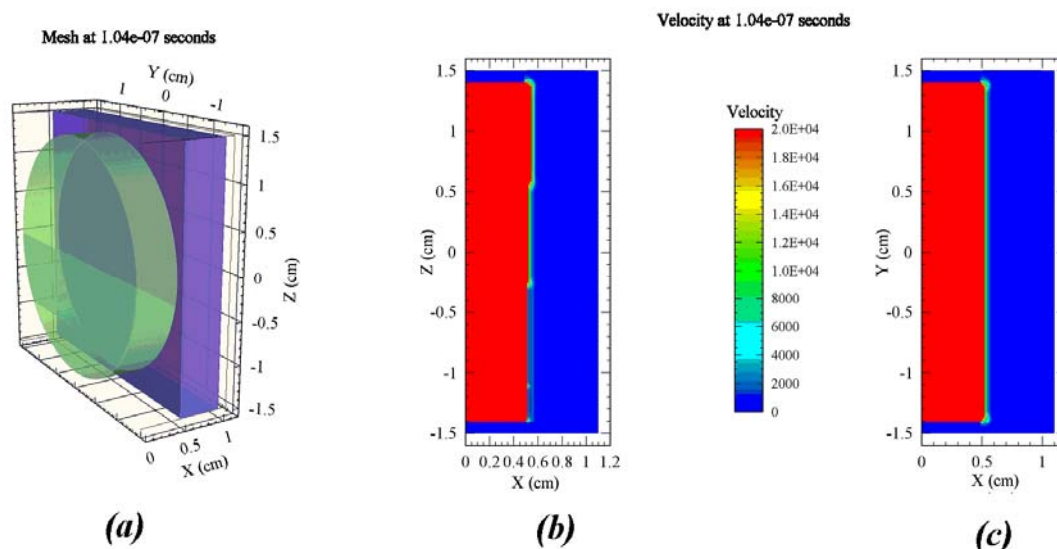 Mesh at 1.04e-07 seconds
Y (cm)
1 0 -1
1.5
1
0.5
0
-0.5
-1
-1.5
Z (cm)
0 0.5 1
X (cm)
(a)
Velocity at 1.04e-07 seconds
1.5
1
0.5
0
-0.5
-1
-1.5
Z (cm)
0 0.2 0.4 0.6 0.8 1 1.2
X (cm)
(b)
Velocity
2.0E+04
1.8E+04
1.6E+04
1.4E+04
1.2E+04
1.0E+04
8000
6000
4000
2000
0
1.5
1
0.5
0
-0.5
-1
-1.5
Y (cm)
0 0.5 1
X (cm)
(c)